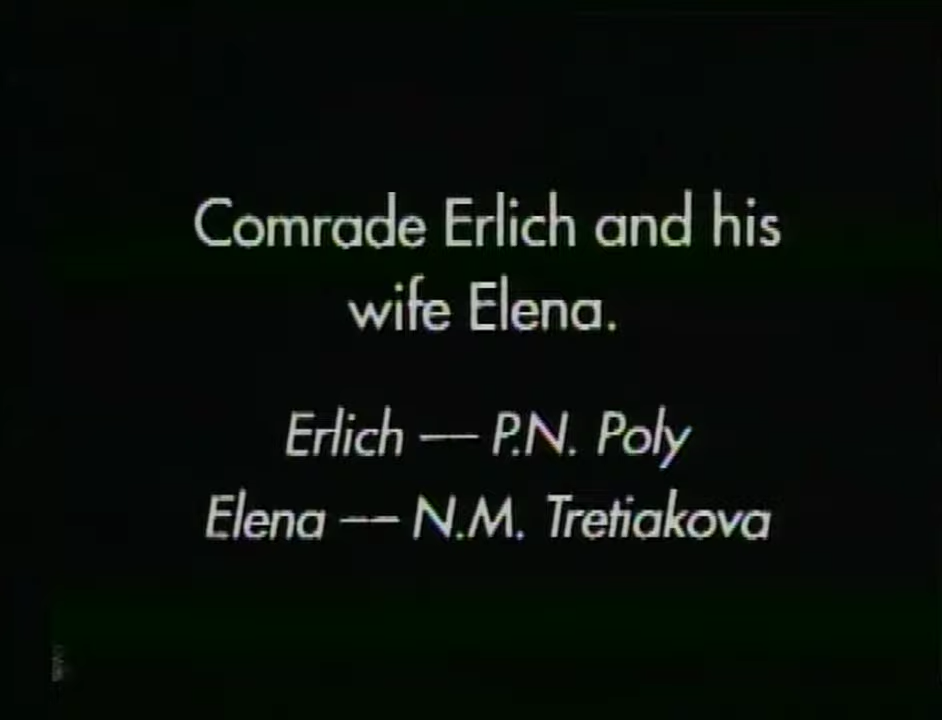 Comrade Erlich and his
wife Elena.
Erlich — P.N. Poly
Elena — N.M. Tretiakova